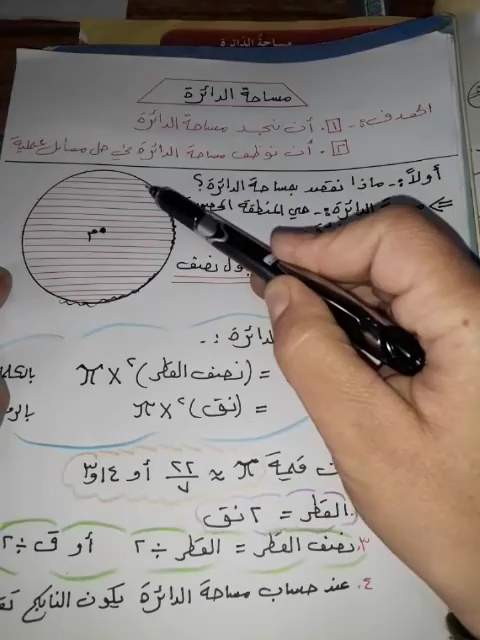 مساحة الدائرة
مساحة الدائرة
الهدف :- ١. أن نجد مساحة الدائرة
٢. أن نوظف مساحة الدائرة في حل مسائل عملية
أولاً :- ماذا نقصد بمساحة الدائرة ؟
الدائرة :- هي المنطقة
م
نصف
الدائرة :-
= (نصف القطر)² × π
= (نق)² × π
قيمة π ≈ ٢٢/٧ أو ٣٫١٤
القطر = ٢ نق
٣. نصف القطر = القطر ÷ ٢ أو ق ÷ ٢
٤. عند حساب مساحة الدائرة يكون الناتج